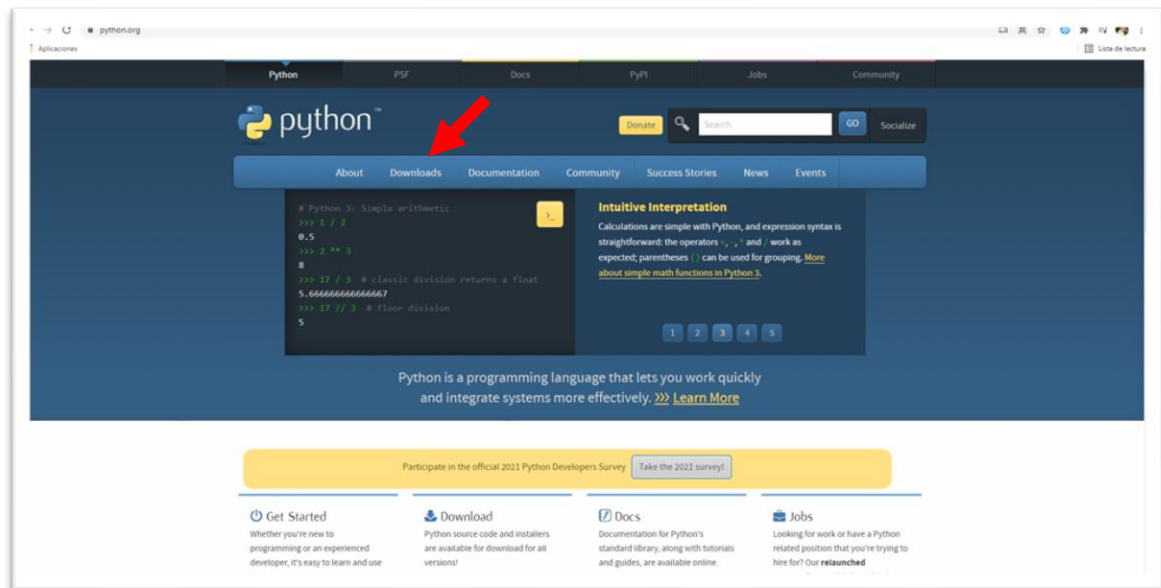 python.org
Aplicaciones
Lista de lectura
Python PSF Docs PyPI Jobs Community
python™
Donate Search GO Socialize
About Downloads Documentation Community Success Stories News Events
# Python 3: Simple arithmetic
>>> 1 / 2
0.5
>>> 2 ** 3
8
>>> 17 / 3 # classic division returns a float
5.666666666666667
>>> 17 // 3 # floor division
5
>_
Intuitive Interpretation
Calculations are simple with Python, and expression syntax is
straightforward: the operators +, -, * and / work as
expected; parentheses () can be used for grouping. More
about simple math functions in Python 3.
1 2 3 4 5
Python is a programming language that lets you work quickly
and integrate systems more effectively. >>> Learn More
Participate in the official 2021 Python Developers Survey Take the 2021 survey!
Get Started
Whether you're new to
programming or an experienced
developer, it's easy to learn and use
Download
Python source code and installers
are available for download for all
versions!
Docs
Documentation for Python's
standard library, along with tutorials
and guides, are available online.
Jobs
Looking for work or have a Python
related position that you're trying to
hire for? Our relaunched